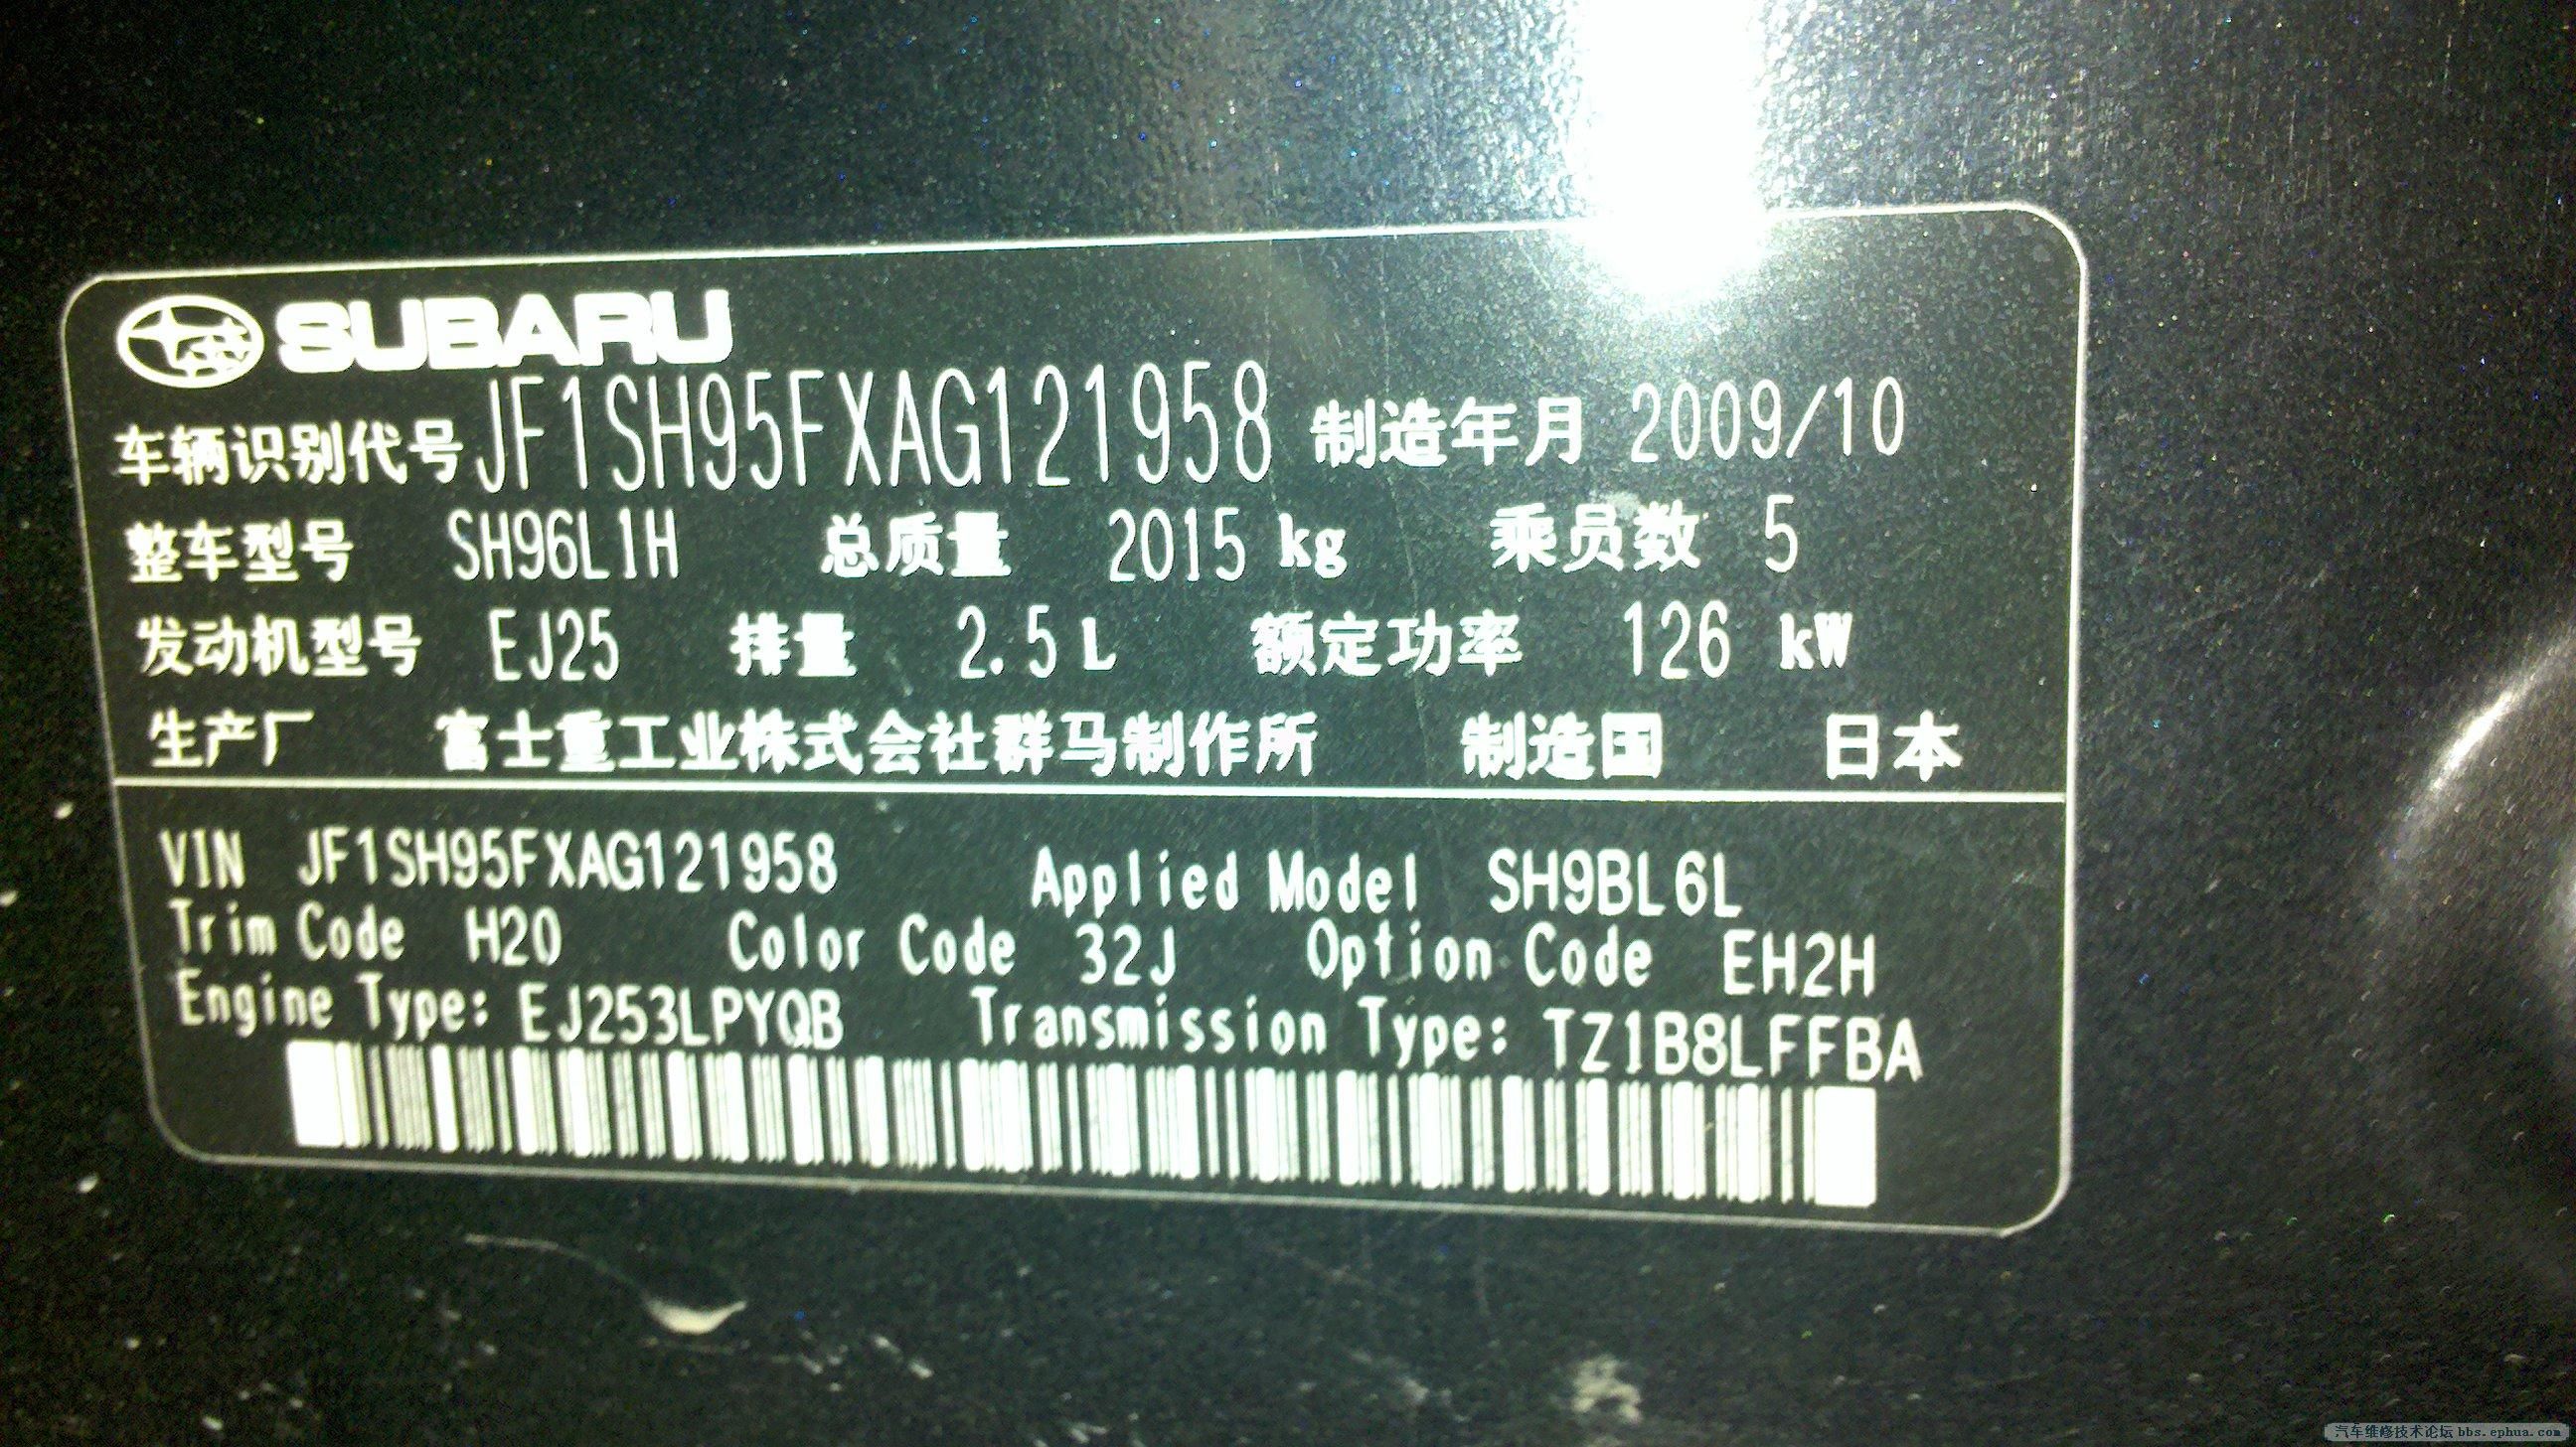 SUBARU
车辆识别代号 JF1SH95FXAG121958 制造年月 2009/10
整车型号 SH96L1H 总质量 2015 kg 乘员数 5
发动机型号 EJ25 排量 2.5 L 额定功率 126 kW
生产厂 富士重工业株式会社群马制作所 制造国 日本
VIN JF1SH95FXAG121958 Applied Model SH9BL6L
Trim Code H20 Color Code 32J Option Code EH2H
Engine Type: EJ253LPYQB Transmission Type: TZ1B8LFFBA
汽车维修技术论坛 bbs.ephua.com